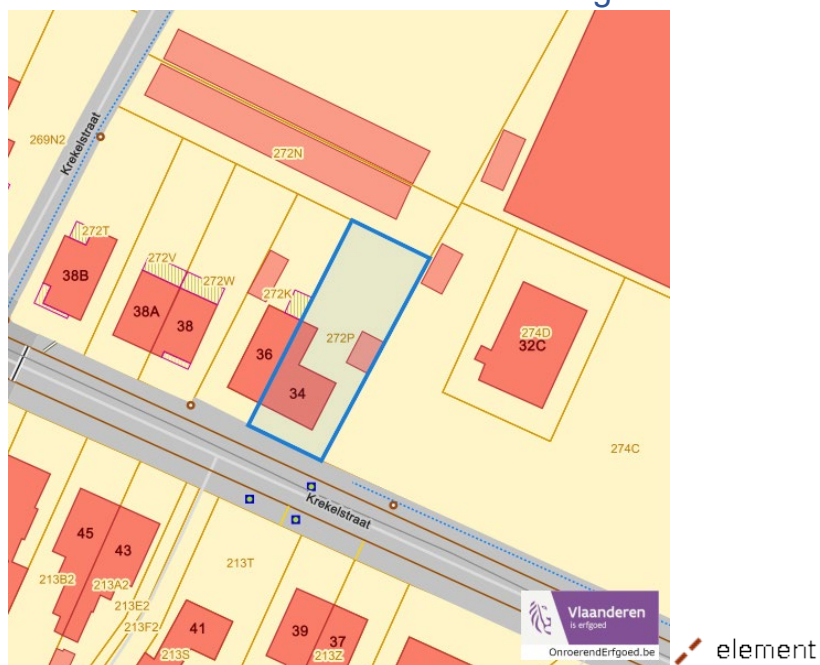 g
Krekelstraat
269N2
272N
272T
38B
272V
272W
38A
38
272K
36
34
272P
274D
32C
274C
Krekelstraat
45
43
213B2
213A2
213E2
213F2
213T
41
39
37
213S
213Z
Vlaanderen
is erfgoed
OnroerendErfgoed.be
element